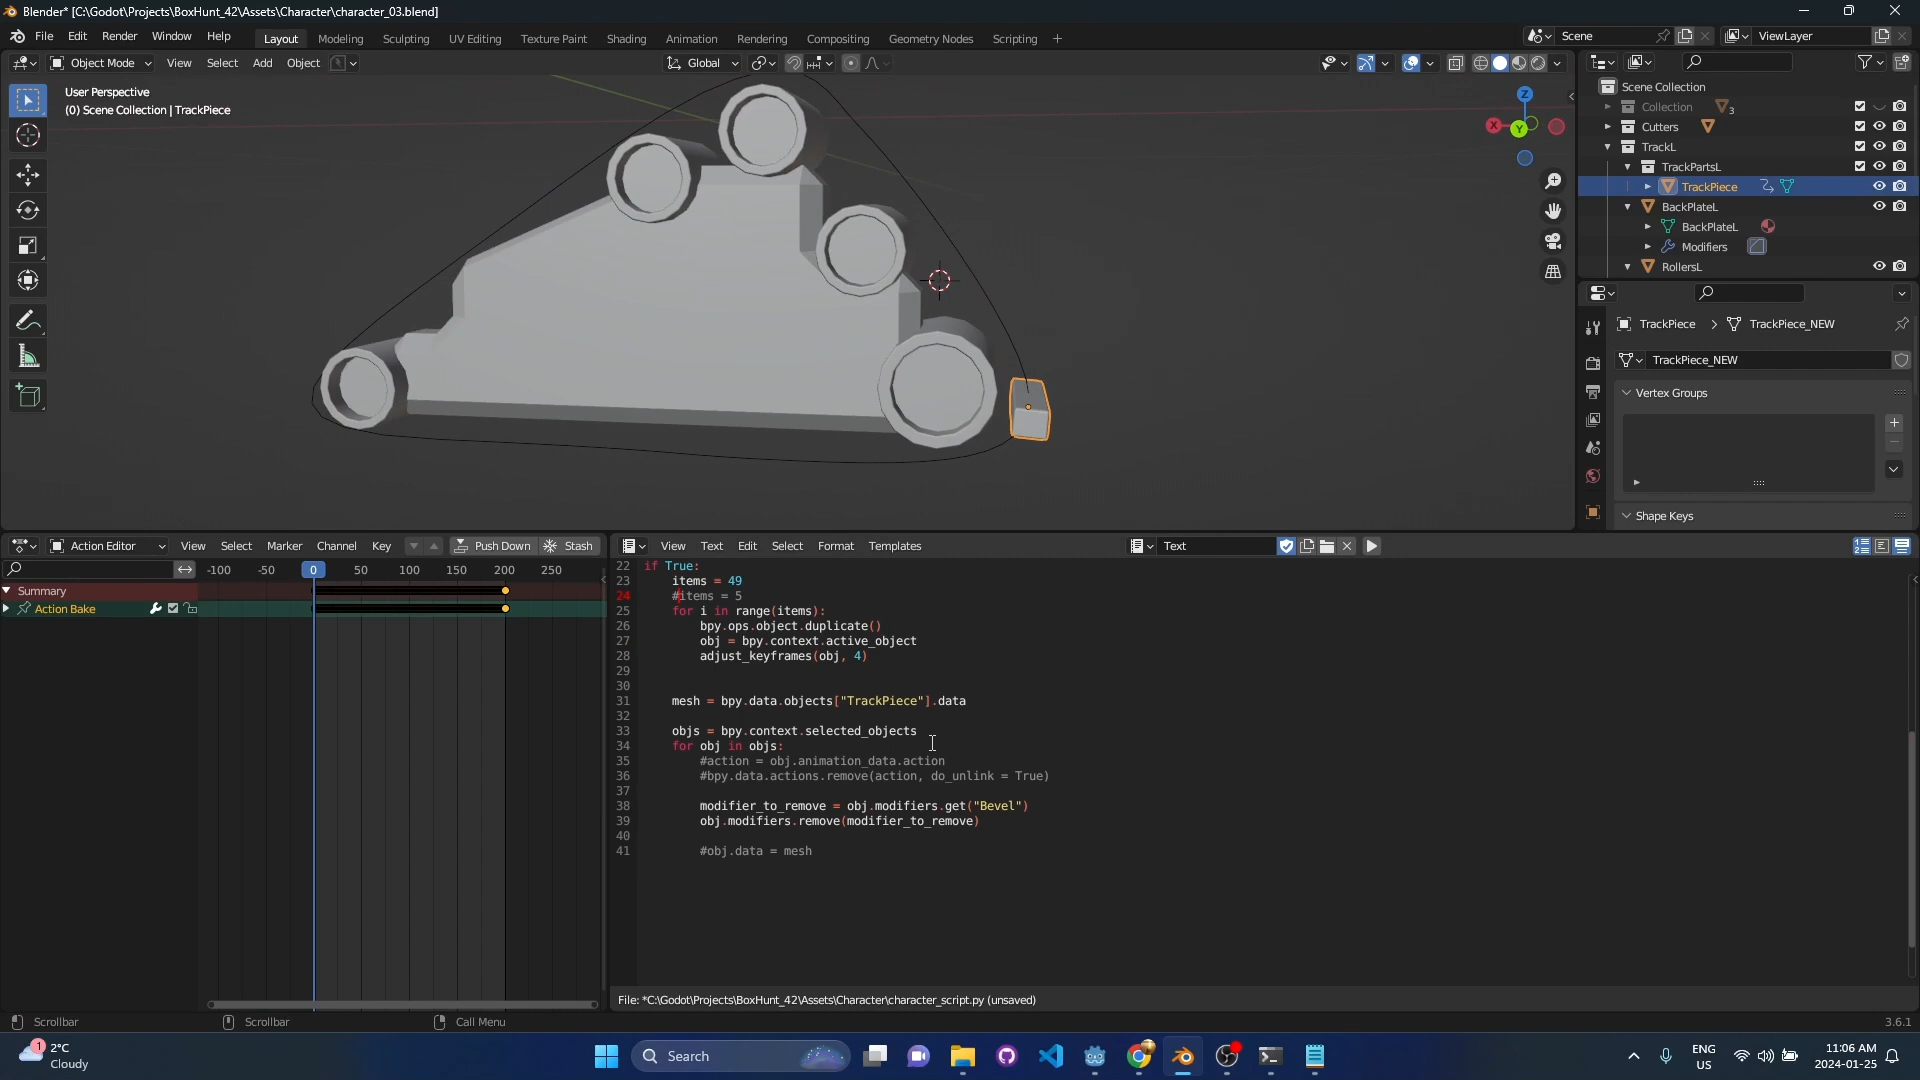 Blender* [C:\Godot\Projects\BoxHunt_42\Assets\Character\character_03.blend]
File Edit Render Window Help
Layout Modeling Sculpting UV Editing Texture Paint Shading Animation Rendering Compositing Geometry Nodes Scripting +
Scene
ViewLayer
Object Mode View Select Add Object
Global
User Perspective
(0) Scene Collection | TrackPiece
Z
X
Y
Scene Collection
Collection 3
Cutters
TrackL
TrackPartsL
TrackPiece
BackPlateL
BackPlateL
Modifiers
RollersL
TrackPiece > TrackPiece_NEW
TrackPiece_NEW
Vertex Groups
Shape Keys
Action Editor View Select Marker Channel Key Push Down Stash
-100 -50 0 50 100 150 200 250
Summary
Action Bake
View Text Edit Select Format Templates
Text
22 if True:
23 items = 49
24 #items = 5
25 for i in range(items):
26 bpy.ops.object.duplicate()
27 obj = bpy.context.active_object
28 adjust_keyframes(obj, 4)
29
30
31 mesh = bpy.data.objects["TrackPiece"].data
32
33 objs = bpy.context.selected_objects
34 for obj in objs:
35 #action = obj.animation_data.action
36 #bpy.data.actions.remove(action, do_unlink = True)
37
38 modifier_to_remove = obj.modifiers.get("Bevel")
39 obj.modifiers.remove(modifier_to_remove)
40
41 #obj.data = mesh
File: *C:\Godot\Projects\BoxHunt_42\Assets\Character\character_script.py (unsaved)
Scrollbar Scrollbar Call Menu 3.6.1
1
2°C
Cloudy
Search
ENG
US
11:06 AM
2024-01-25